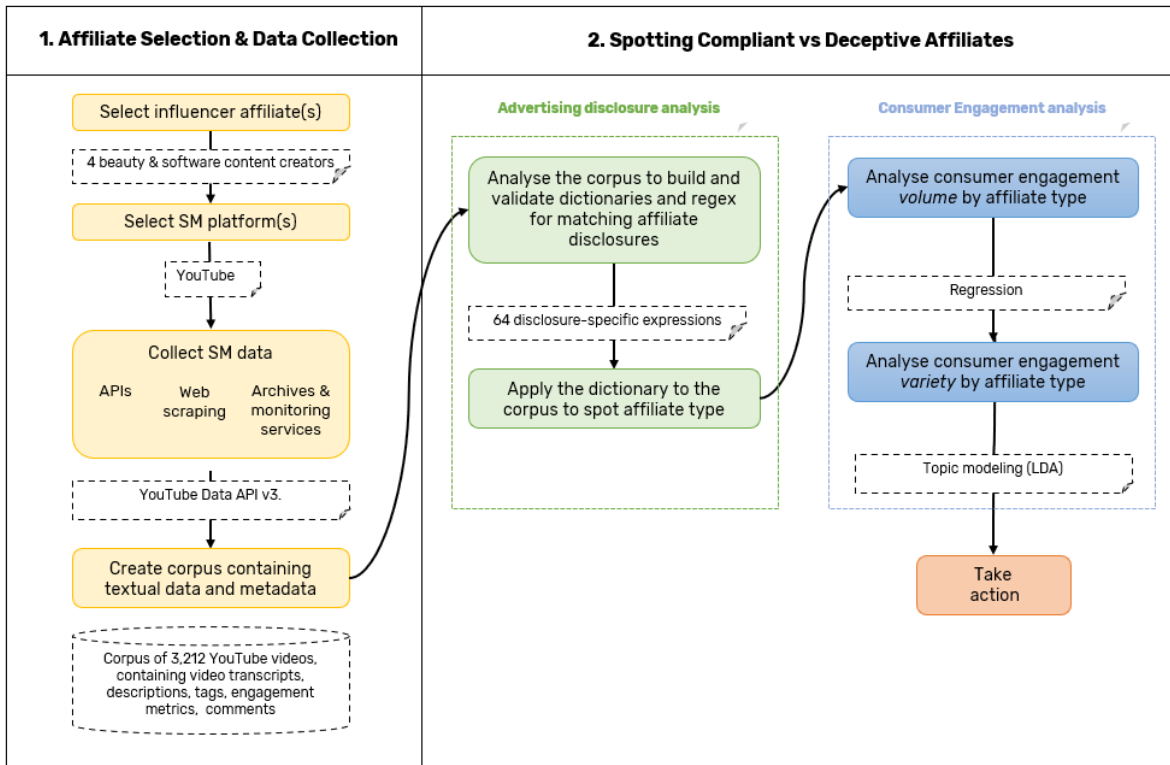 1. Affiliate Selection & Data Collection
2. Spotting Compliant vs Deceptive Affiliates
Select influencer affiliate(s)
4 beauty & software content creators
Select SM platform(s)
YouTube
Collect SM data
APIs
Web
scraping
Archives &
monitoring
services
YouTube Data API v3.
Create corpus containing
textual data and metadata
Corpus of 3,212 YouTube videos,
containing video transcripts,
descriptions, tags, engagement
metrics, comments
Advertising disclosure analysis
Analyse the corpus to build and
validate dictionaries and regex
for matching affiliate
disclosures
64 disclosure-specific expressions
Apply the dictionary to the
corpus to spot affiliate type
Consumer Engagement analysis
Analyse consumer engagement
volume by affiliate type
Regression
Analyse consumer engagement
variety by affiliate type
Topic modeling (LDA)
Take
action